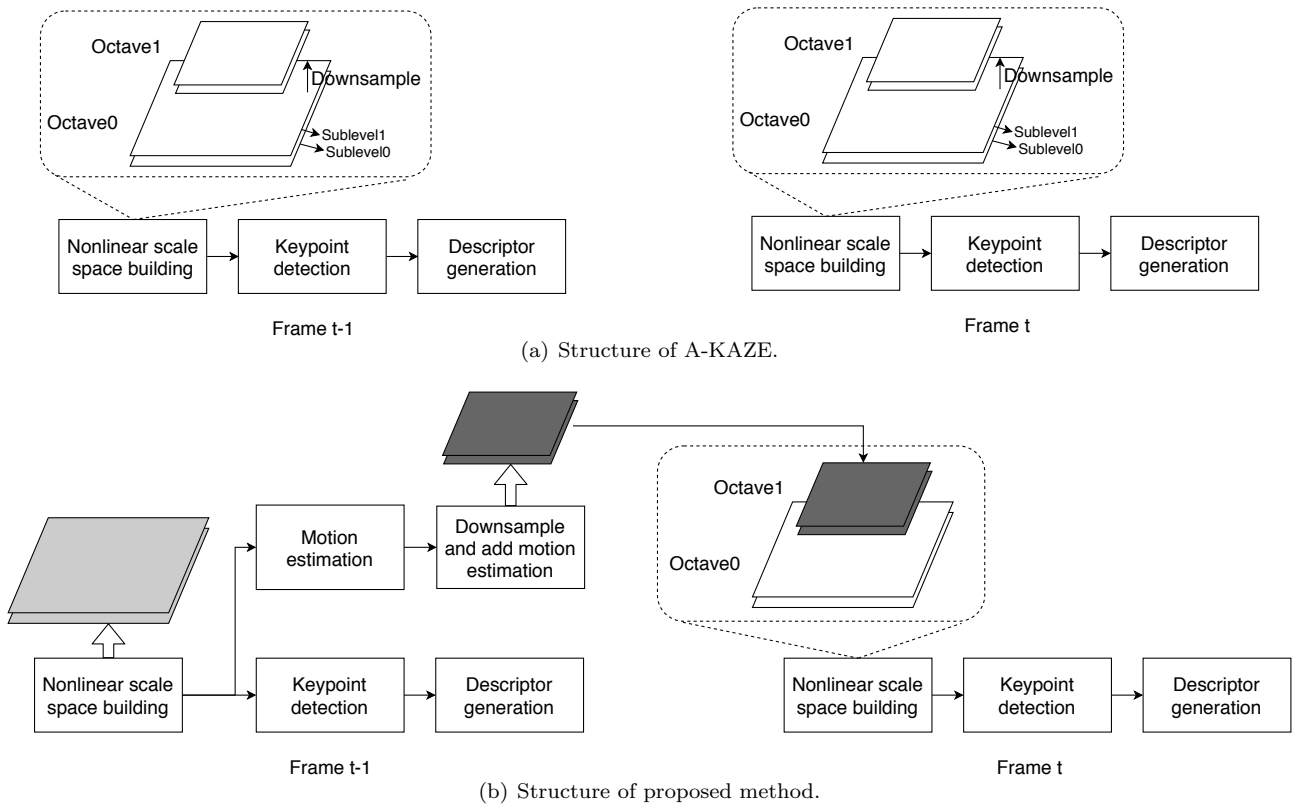 Octave1
Downsample
Octave0
Sublevel1
Sublevel0
Nonlinear scale
space building
Keypoint
detection
Descriptor
generation
Frame t-1
Octave1
Downsample
Octave0
Sublevel1
Sublevel0
Nonlinear scale
space building
Keypoint
detection
Descriptor
generation
Frame t
(a) Structure of A-KAZE.
Motion
estimation
Downsample
and add motion
estimation
Nonlinear scale
space building
Keypoint
detection
Descriptor
generation
Frame t-1
Octave1
Octave0
Nonlinear scale
space building
Keypoint
detection
Descriptor
generation
Frame t
(b) Structure of proposed method.